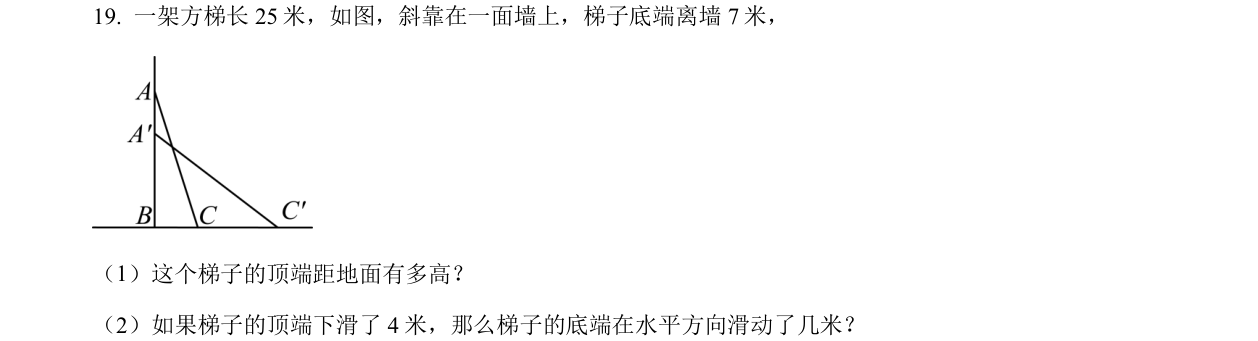 19. 一架方梯长 25 米，如图，斜靠在一面墙上，梯子底端离墙 7 米，
A
A'
B C C'
（1）这个梯子的顶端距地面有多高？
（2）如果梯子的顶端下滑了 4 米，那么梯子的底端在水平方向滑动了几米？